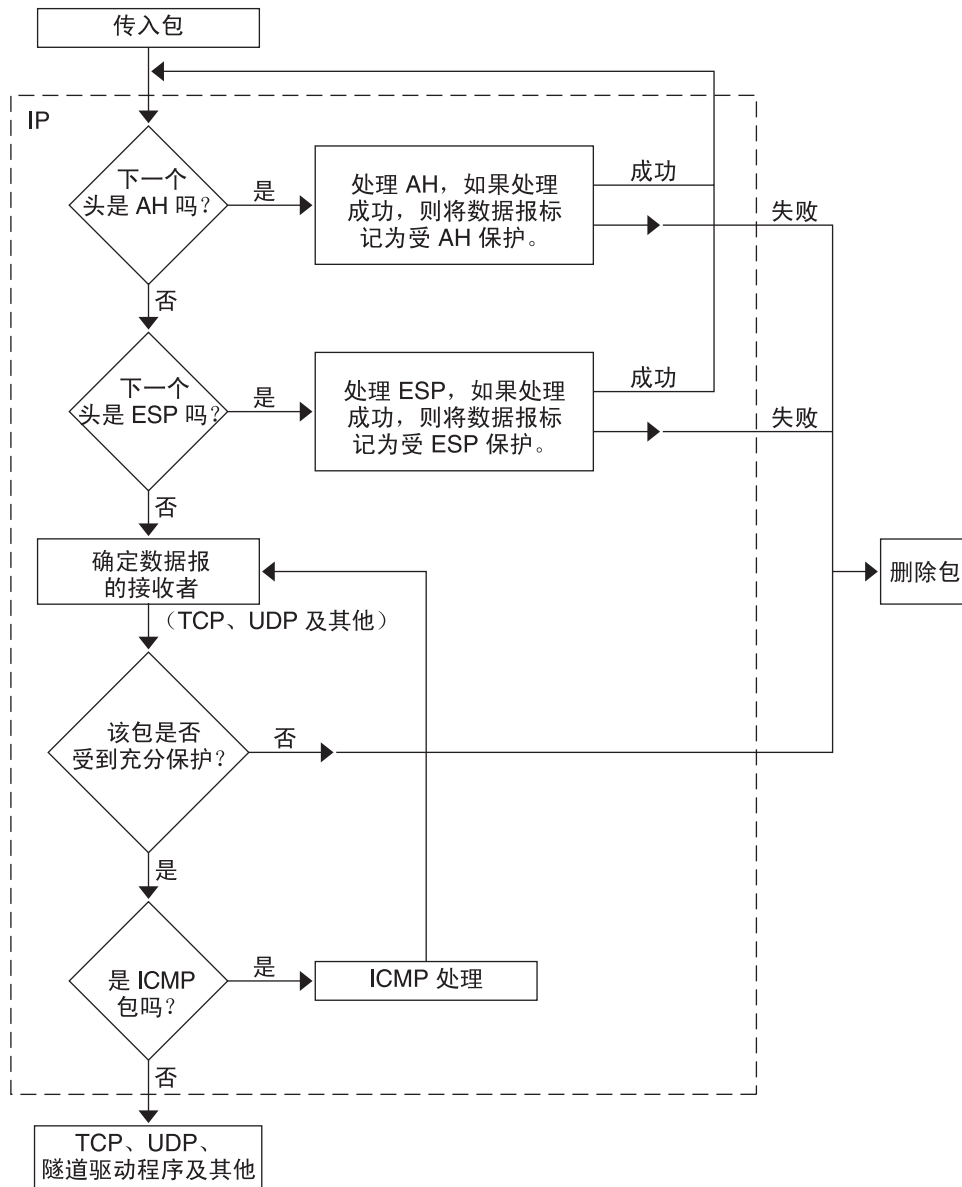 传入包
IP
下一个
头是 AH 吗？
是
处理 AH，如果处理
成功，则将数据报标
记为受 AH 保护。
成功
失败
否
下一个
头是 ESP 吗？
是
处理 ESP，如果处理
成功，则将数据报标
记为受 ESP 保护。
成功
失败
否
确定数据报
的接收者
删除包
（TCP、UDP 及其他）
该包是否
受到充分保护？
否
是
是 ICMP
包吗？
是
ICMP 处理
否
TCP、UDP、
隧道驱动程序及其他